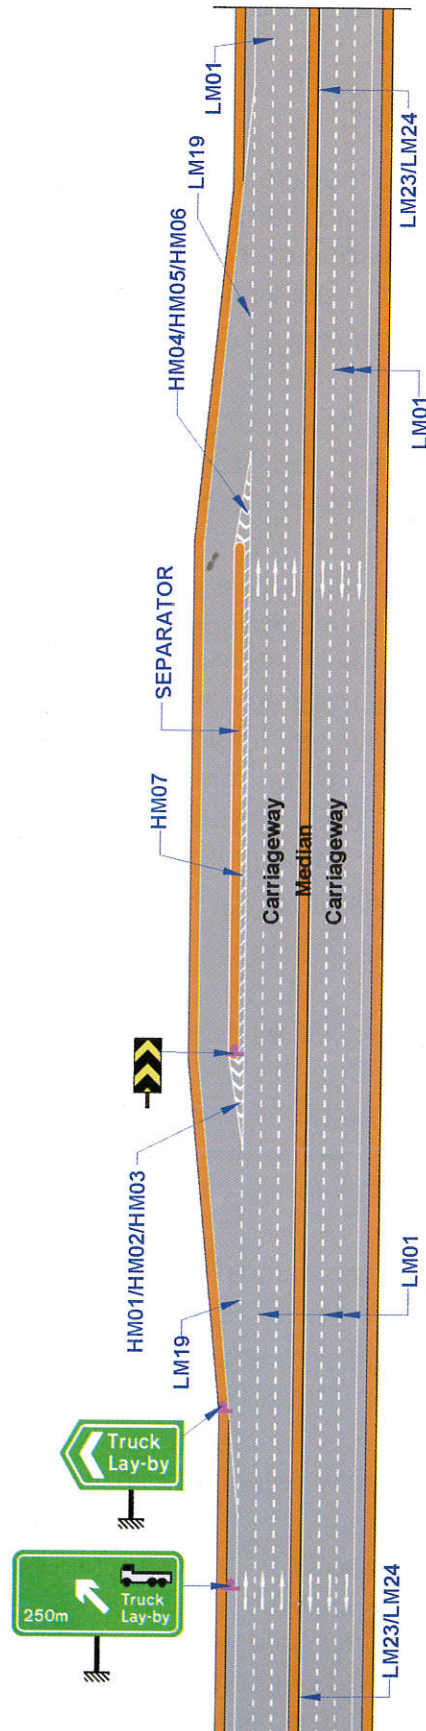 LM01
LM19
HM04/HM05/HM06
SEPARATOR
HM07
HM01/HM02/HM03
LM19
Truck
Lay-by
250m
Truck
Lay-by
Carriageway
Median
Carriageway
LM23/LM24
LM01
LM01
LM23/LM24